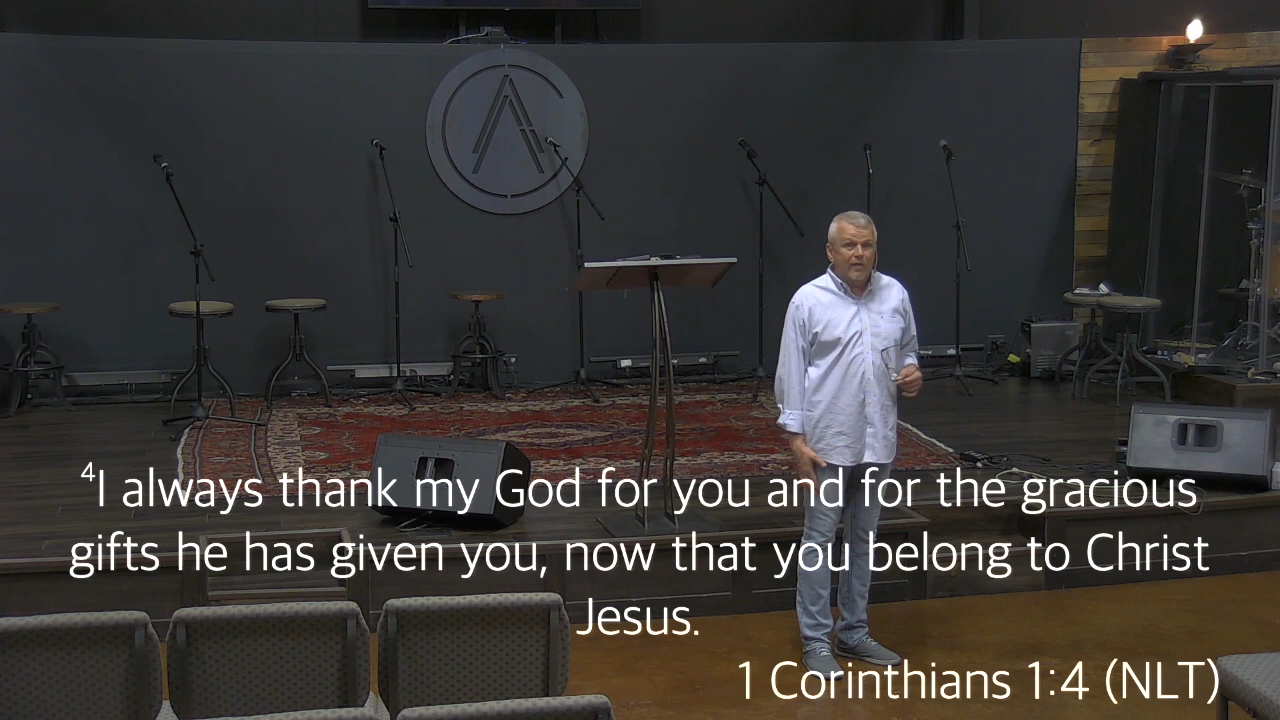 ⁴I always thank my God for you and for the gracious
gifts he has given you, now that you belong to Christ
Jesus.
1 Corinthians 1:4 (NLT)